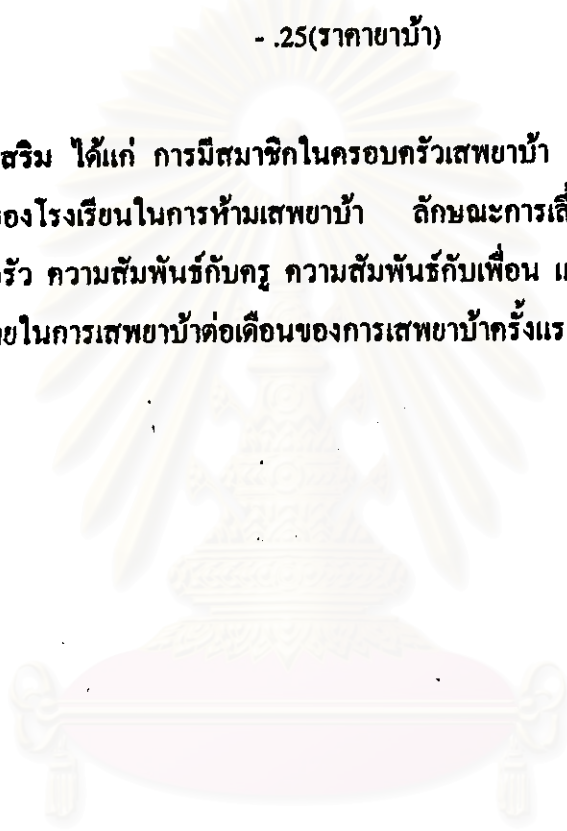 - .25(ราคายาบ้า)
สริม ได้แก่ การมีสมาชิกในครอบครัวเสพยาบ้า
องโรงเรียนในการห้ามเสพยาบ้า ลักษณะการเลี้
รัว ความสัมพันธ์กับครู ความสัมพันธ์กับเพื่อน แ
ยในการเสพยาบ้าต่อเดือนของการเสพยาบ้าครั้งแร